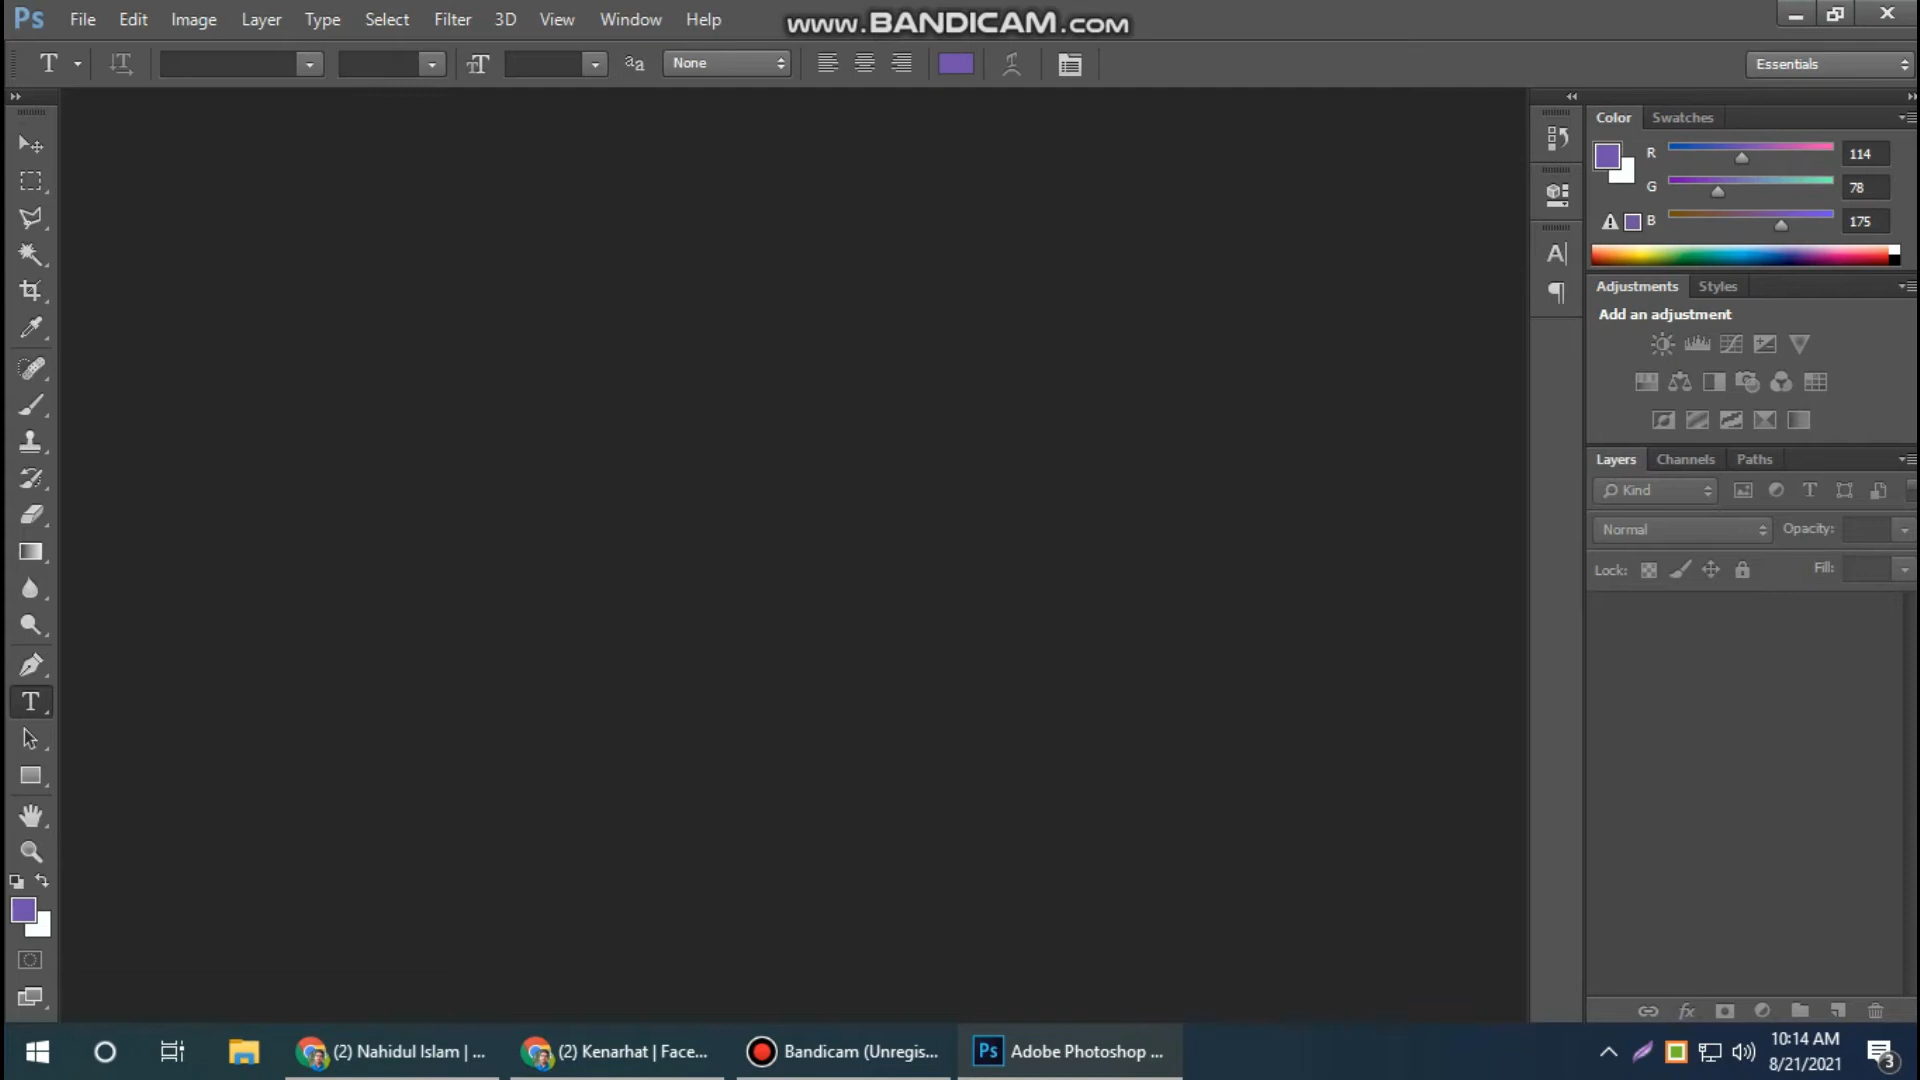 Ps File Edit Image Layer Type Select Filter 3D View Window Help
www.BANDICAM.com
None
Essentials
Color Swatches
R 114
G 78
B 175
Adjustments Styles
Add an adjustment
Layers Channels Paths
Kind
Normal Opacity:
Lock: Fill:
(2) Nahidul Islam | ...
(2) Kenarhat | Face...
Bandicam (Unregis...
Ps Adobe Photoshop ...
10:14 AM
8/21/2021
3